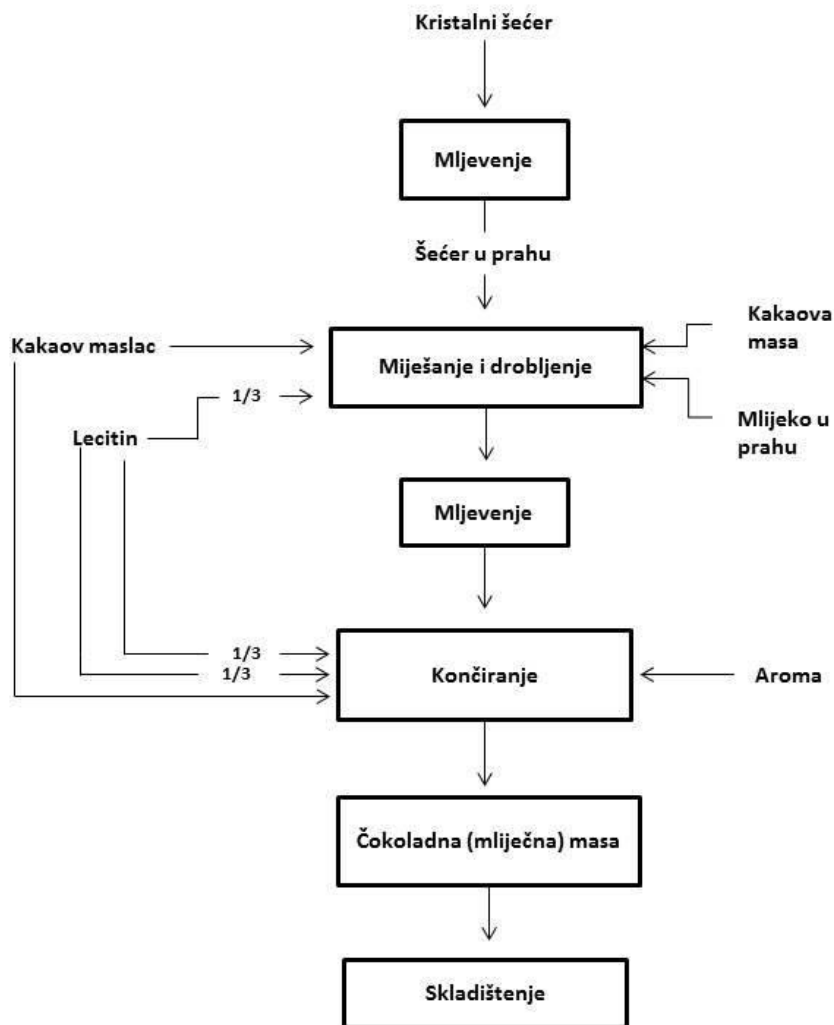 Kristalni šećer
Mljevenje
Šećer u prahu
Kakaova
masa
Kakaov maslac
Miješanje i drobljenje
1/3
Lecitin
Mlijeko u
prahu
Mljevenje
1/3
1/3
Končiranje
Aroma
Čokoladna (mliječna) masa
Skladištenje